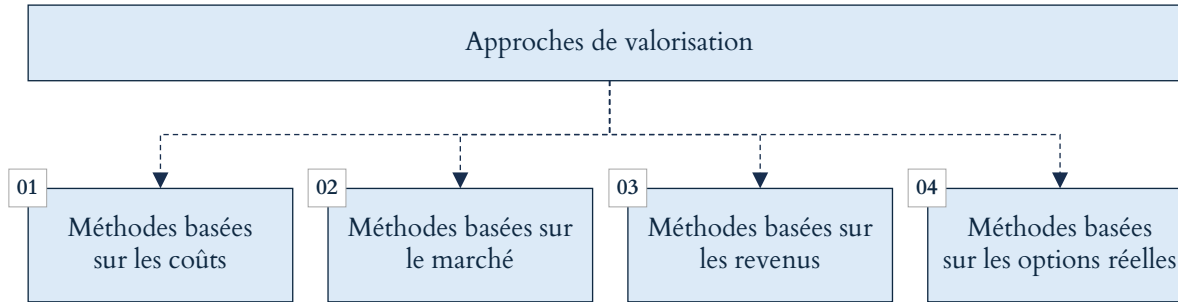 Approches de valorisation
01
Méthodes basées
sur les coûts
02
Méthodes basées sur
le marché
03
Méthodes basées sur
les revenus
04
Méthodes basées
sur les options réelles